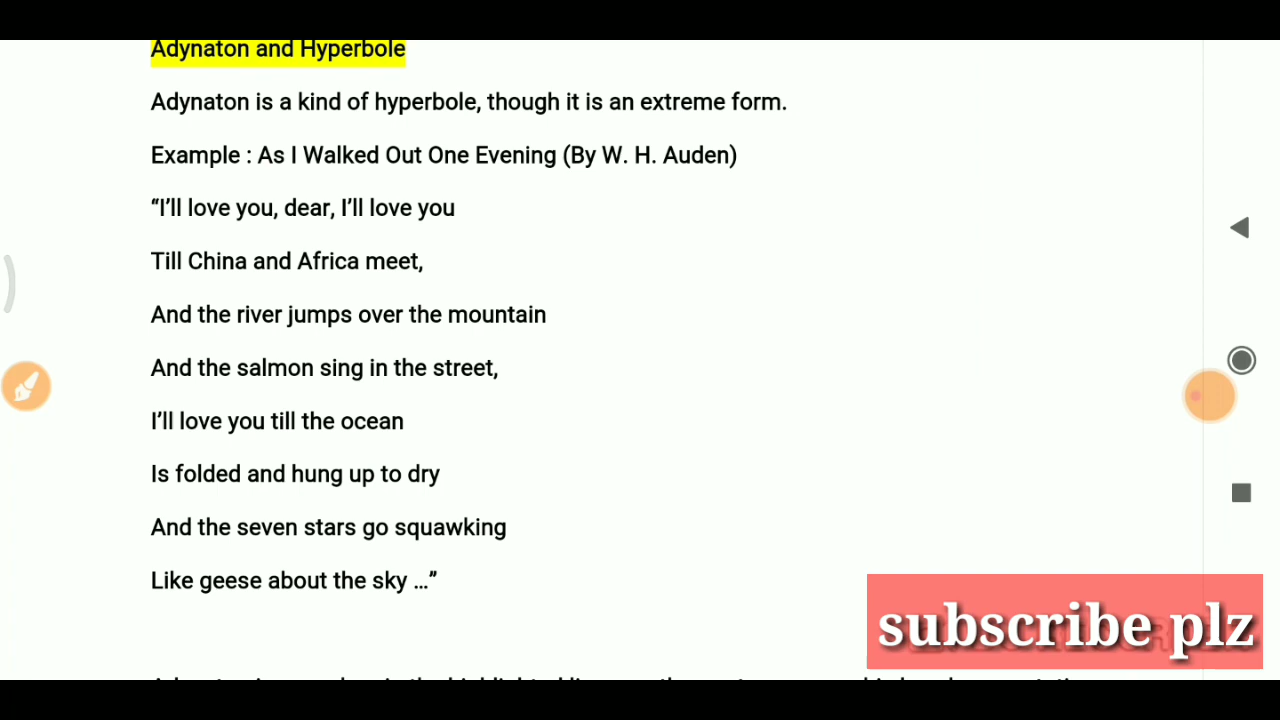 Adynaton and Hyperbole
Adynaton is a kind of hyperbole, though it is an extreme form.
Example : As I Walked Out One Evening (By W. H. Auden)
“I’ll love you, dear, I’ll love you
Till China and Africa meet,
And the river jumps over the mountain
And the salmon sing in the street,
I’ll love you till the ocean
Is folded and hung up to dry
And the seven stars go squawking
Like geese about the sky ...”
subscribe plz